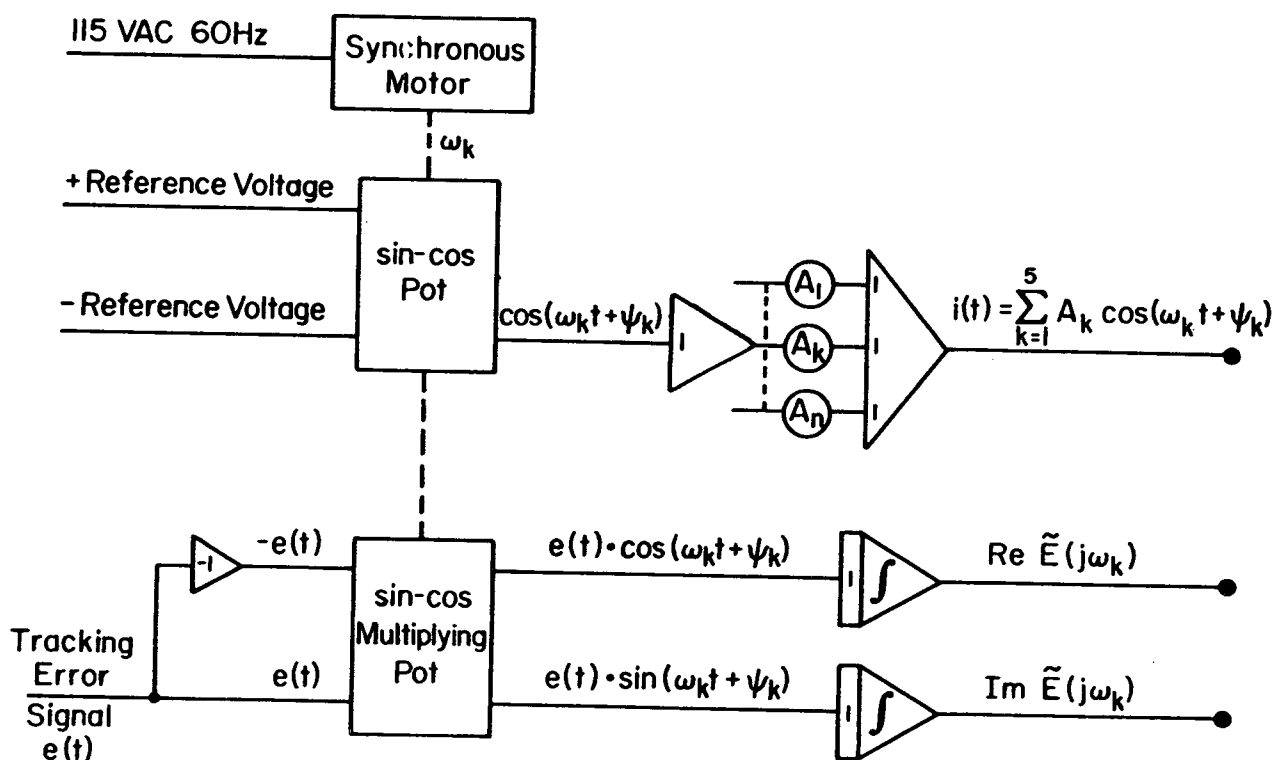 115 VAC 60Hz
Synchronous
Motor
ωk
+Reference Voltage
sin-cos
Pot
-Reference Voltage
cos(ωkt+ψk)
1
A1
Ak
An
1
1
1
i(t) = 5∑k=1 Ak cos(ωkt+ψk)
-1
-e(t)
sin-cos
Multiplying
Pot
e(t)•cos(ωkt+ψk)
1
∫
Re Ẽ(jωk)
Tracking
Error
Signal
e(t)
e(t)
e(t)•sin(ωkt+ψk)
1
∫
Im Ẽ(jωk)